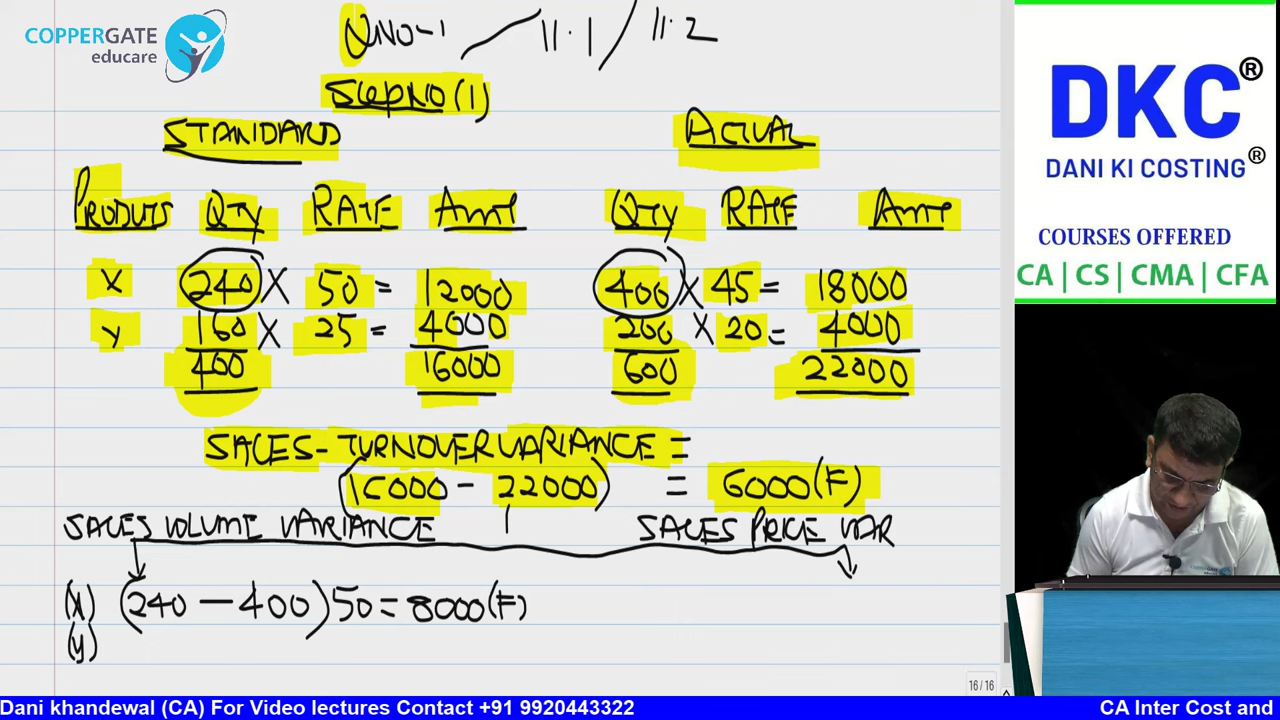 COPPERGATE
educare
QNO-1 / 11.1 / 11.2
Step NO (1)
STANDARD ACTUAL
PRODUTS QTY RATE Amt QTY RATE Amt
X 240 X 50 = 12000 400 X 45 = 18000
y 160 X 25 = 4000 200 X 20 = 4000
400 16000 600 22000
SALES - TURNOVER VARIANCE =
(16000 - 22000) = 6000 (F)
SALES VOLUME VARIANCE SALES PRICE VAR
(X) (240 - 400) 50 = 8000 (F)
(y)
16 / 16
DKC®
DANI KI COSTING®
COURSES OFFERED
CA | CS | CMA | CFA
Dani khandewal (CA) For Video lectures Contact +91 9920443322 CA Inter Cost and